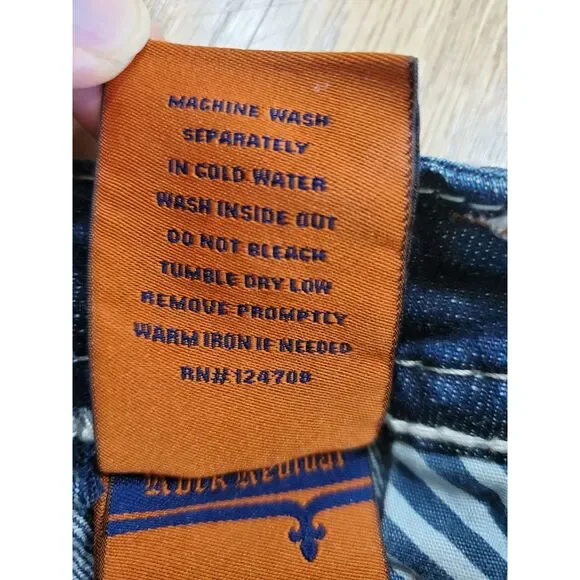 MACHINE WASH
SEPARATELY
IN COLD WATER
WASH INSIDE OUT
DO NOT BLEACH
TUMBLE DRY LOW
REMOVE PROMPTLY
WARM IRON IF NEEDED
RN# 124708